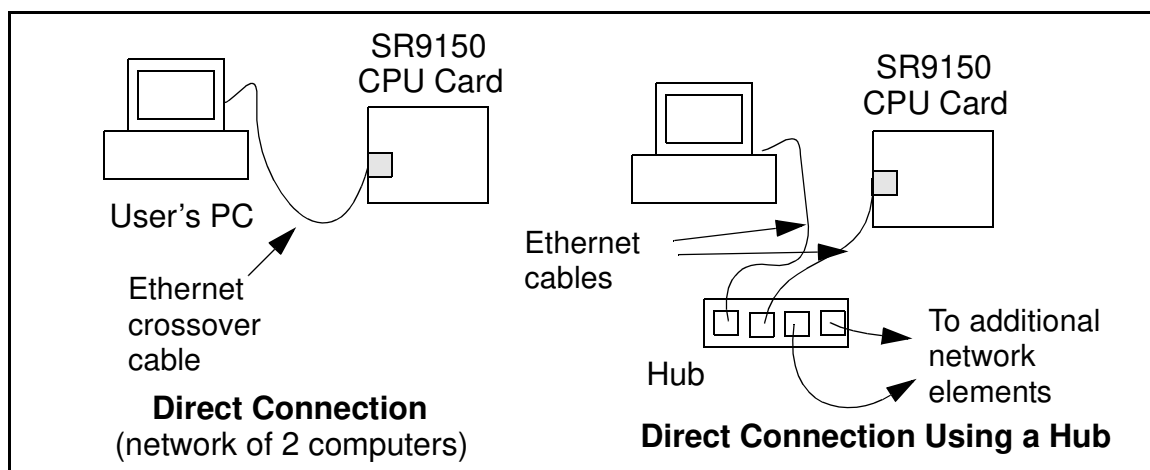 SR9150
CPU Card
User's PC
Ethernet
crossover
cable
Direct Connection
(network of 2 computers)
SR9150
CPU Card
Ethernet
cables
Hub
To additional
network
elements
Direct Connection Using a Hub